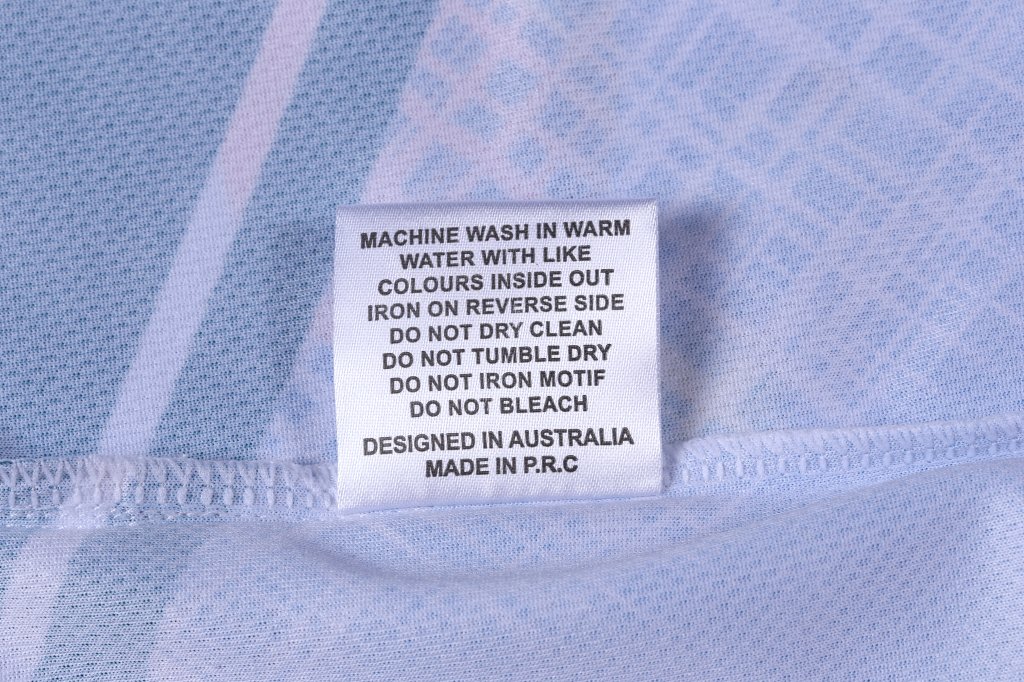 MACHINE WASH IN WARM
WATER WITH LIKE
COLOURS INSIDE OUT
IRON ON REVERSE SIDE
DO NOT DRY CLEAN
DO NOT TUMBLE DRY
DO NOT IRON MOTIF
DO NOT BLEACH
DESIGNED IN AUSTRALIA
MADE IN P.R.C